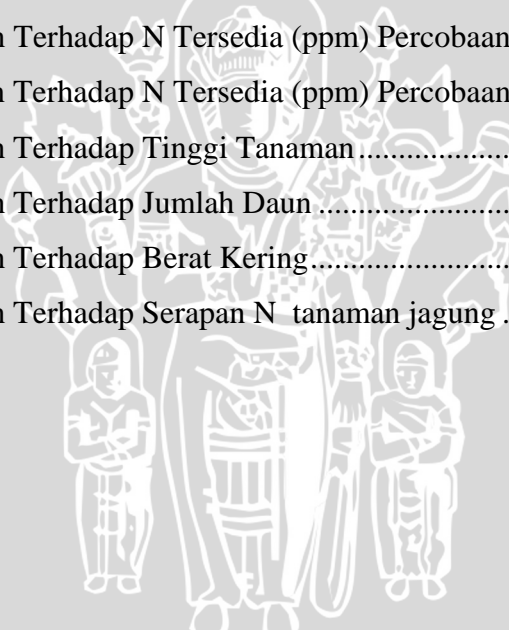 n Terhadap N Tersedia (ppm) Percobaan
n Terhadap N Tersedia (ppm) Percobaan
n Terhadap Tinggi Tanaman...................
n Terhadap Jumlah Daun ........................
n Terhadap Berat Kering.........................
n Terhadap Serapan N  tanaman jagung .